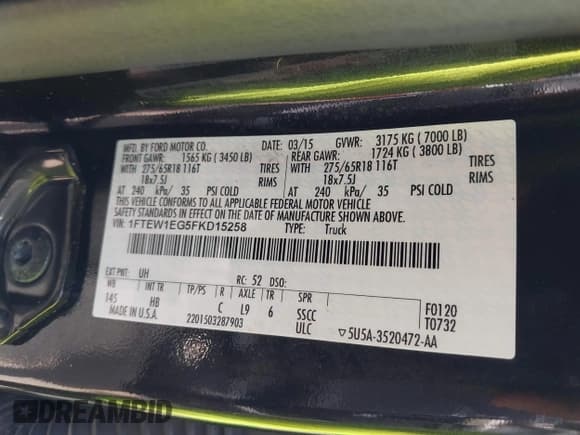 MFD. BY FORD MOTOR CO. DATE: 03/15 GVWR: 3175 KG ( 7000 LB)
FRONT GAWR: 1565 KG ( 3450 LB) REAR GAWR: 1724 KG ( 3800 LB)
WITH 275/65R18 116T TIRES WITH 275/65R18 116T TIRES
18x7.5J RIMS 18x7.5J RIMS
AT 240 kPa/ 35 PSI COLD AT 240 kPa/ 35 PSI COLD
THIS VEHICLE CONFORMS TO ALL APPLICABLE FEDERAL MOTOR VEHICLE
SAFETY AND THEFT PREVENTION STANDARDS IN EFFECT ON THE DATE OF
MANUFACTURE SHOWN ABOVE.
VIN: 1FTEW1EG5FKD15258 TYPE: Truck
EXT PNT: UH RC: 52 DSO:
WB INT TR TP/PS R AXLE TR SPR
145 HB C L9 6 SSCC F0120
MADE IN U.S.A. ULC T0732
2201503287903 ▽5U5A-3520472-AA
DREAMBID